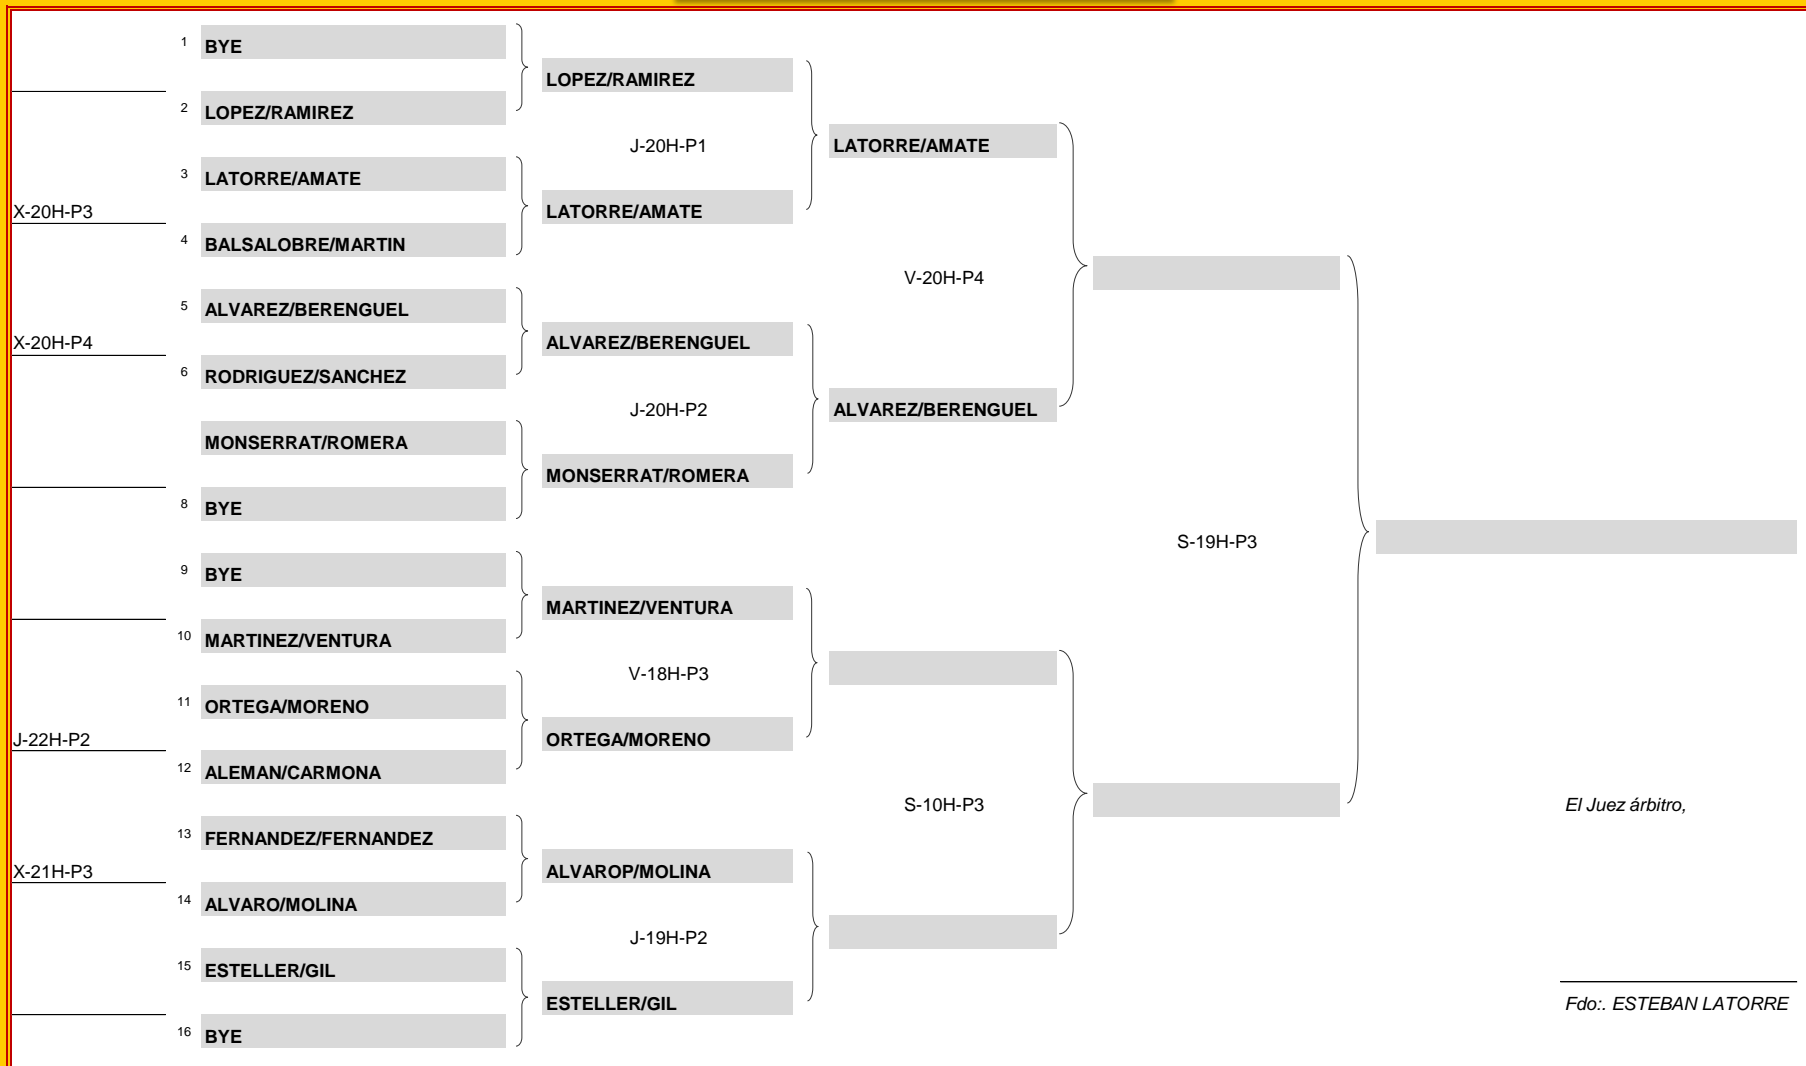 1 BYE
LOPEZ/RAMIREZ
2 LOPEZ/RAMIREZ
J-20H-P1
LATORRE/AMATE
3 LATORRE/AMATE
X-20H-P3
LATORRE/AMATE
4 BALSALOBRE/MARTIN
V-20H-P4
5 ALVAREZ/BERENGUEL
X-20H-P4
ALVAREZ/BERENGUEL
6 RODRIGUEZ/SANCHEZ
J-20H-P2
ALVAREZ/BERENGUEL
MONSERRAT/ROMERA
MONSERRAT/ROMERA
8 BYE
S-19H-P3
9 BYE
MARTINEZ/VENTURA
10 MARTINEZ/VENTURA
V-18H-P3
11 ORTEGA/MORENO
J-22H-P2
ORTEGA/MORENO
12 ALEMAN/CARMONA
S-10H-P3
El Juez árbitro,
13 FERNANDEZ/FERNANDEZ
X-21H-P3
ALVAROP/MOLINA
14 ALVARO/MOLINA
J-19H-P2
15 ESTELLER/GIL
ESTELLER/GIL
Fdo:. ESTEBAN LATORRE
16 BYE